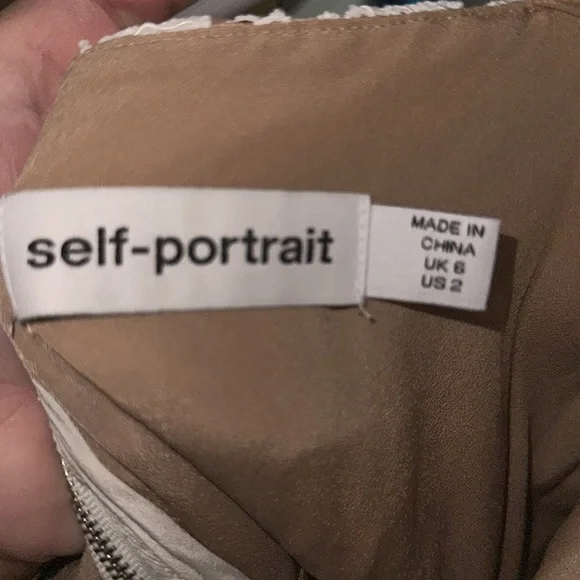 self-portrait
MADE IN
CHINA
UK 6
US 2